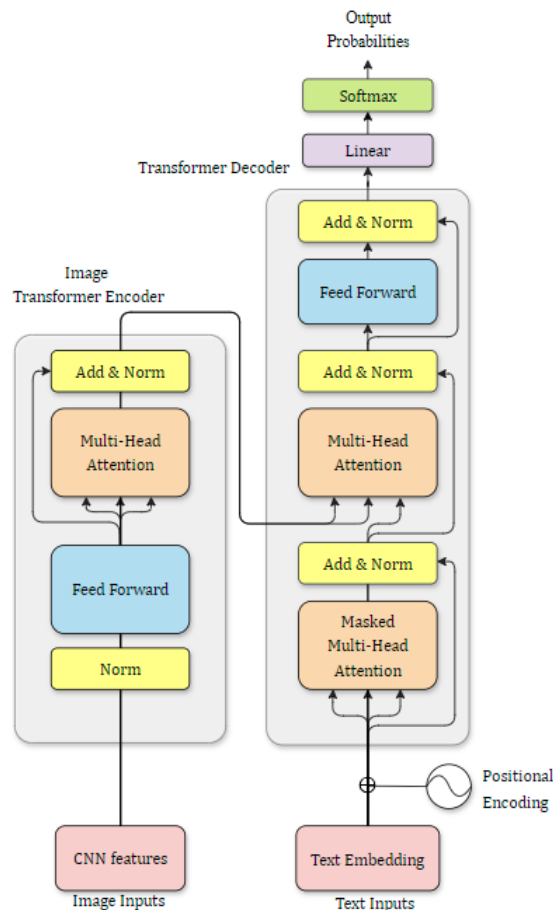 Output
Probabilities
Softmax
Linear
Transformer Decoder
Add & Norm
Feed Forward
Add & Norm
Multi-Head
Attention
Add & Norm
Masked
Multi-Head
Attention
Positional
Encoding
Text Embedding
Text Inputs
Image
Transformer Encoder
Add & Norm
Multi-Head
Attention
Feed Forward
Norm
CNN features
Image Inputs